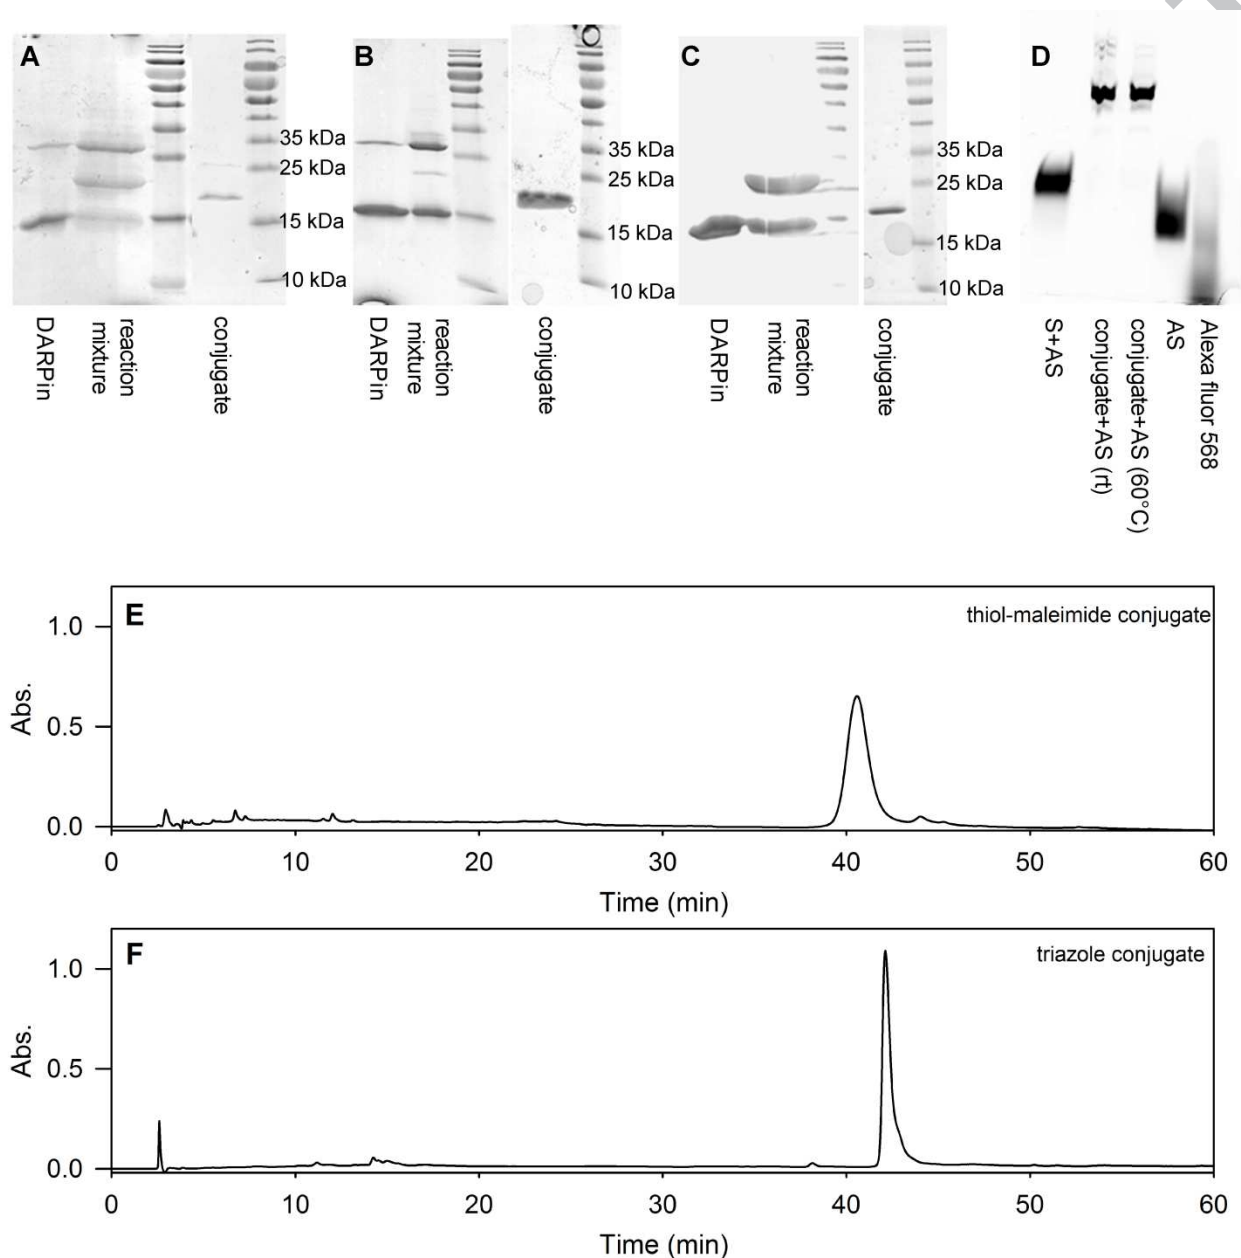 A
B
C
D
35 kDa
25 kDa
15 kDa
10 kDa
35 kDa
25 kDa
15 kDa
10 kDa
35 kDa
25 kDa
15 kDa
10 kDa
DARPin
reaction
mixture
conjugate
DARPin
reaction
mixture
conjugate
DARPin
reaction
mixture
conjugate
S+AS
conjugate+AS (rt)
conjugate+AS (60°C)
AS
Alexa fluor 568
E
thiol-maleimide conjugate
1.0
0.5
0.0
Abs.
0 10 20 30 40 50 60
Time (min)
F
triazole conjugate
1.0
0.5
0.0
Abs.
0 10 20 30 40 50 60
Time (min)